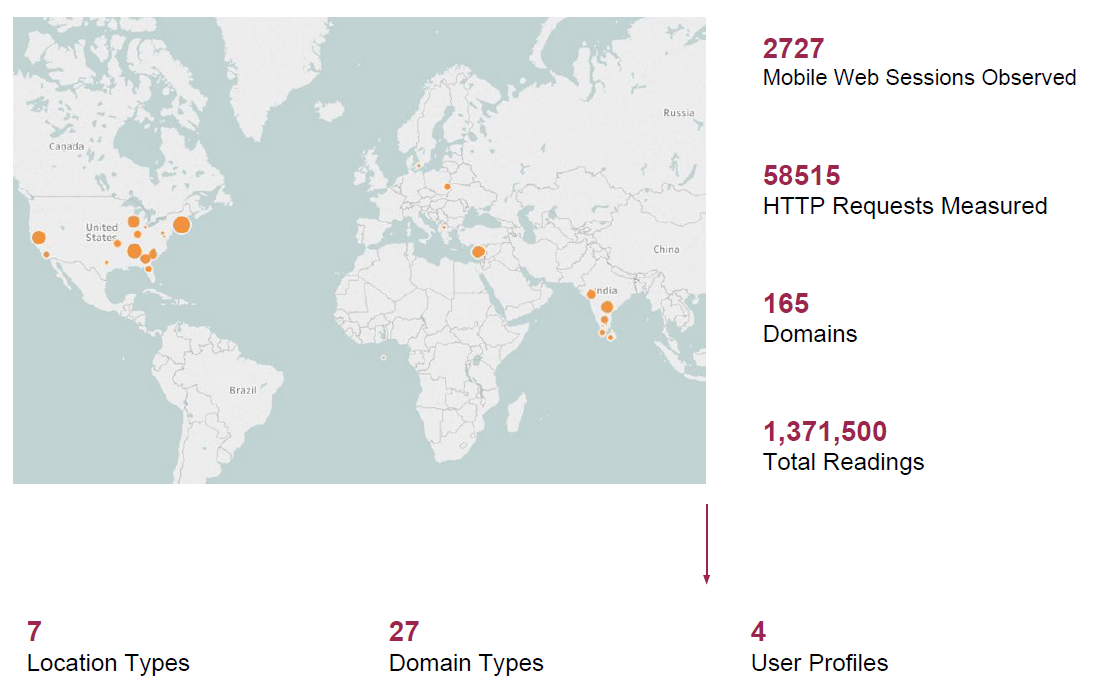 2727
Mobile Web Sessions Observed
58515
HTTP Requests Measured
165
Domains
1,371,500
Total Readings
Canada
United
States
Brazil
Russia
China
India
7
Location Types
27
Domain Types
4
User Profiles